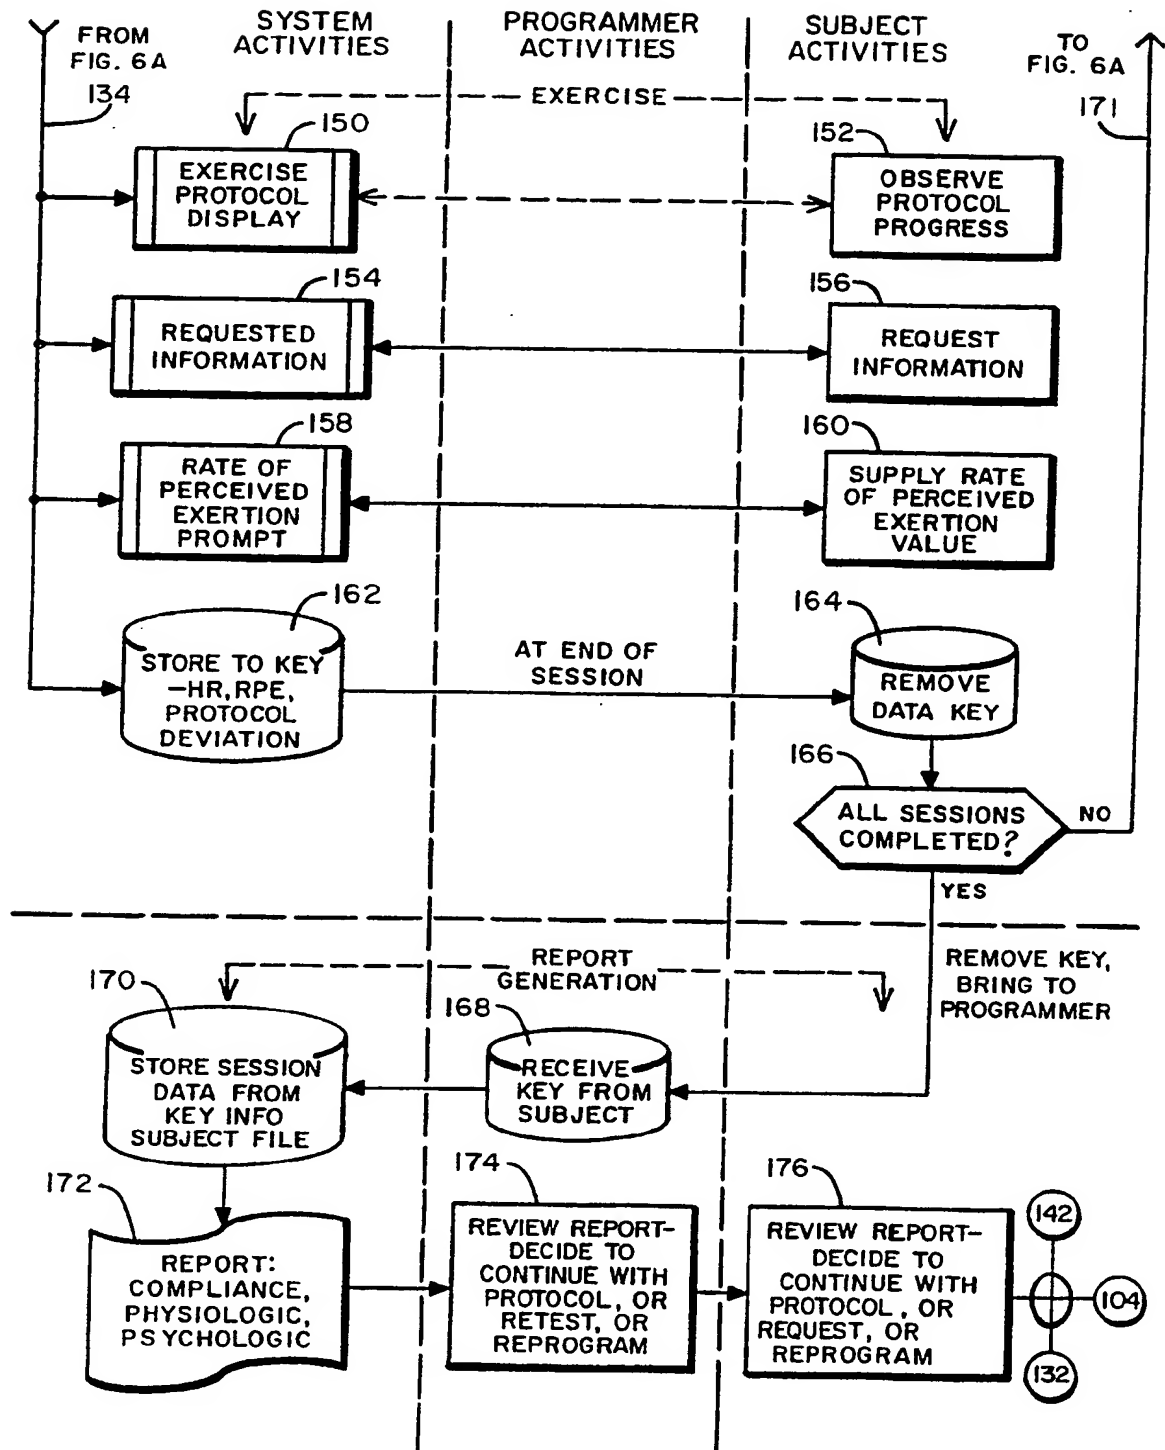 FROM
FIG. 6A
134
SYSTEM
ACTIVITIES
PROGRAMMER
ACTIVITIES
SUBJECT
ACTIVITIES
TO
FIG. 6A
171
EXERCISE
150
EXERCISE
PROTOCOL
DISPLAY
152
OBSERVE
PROTOCOL
PROGRESS
154
REQUESTED
INFORMATION
156
REQUEST
INFORMATION
158
RATE OF
PERCEIVED
EXERTION
PROMPT
160
SUPPLY RATE
OF PERCEIVED
EXERTION
VALUE
162
STORE TO KEY
-HR, RPE,
PROTOCOL
DEVIATION
AT END OF
SESSION
164
REMOVE
DATA KEY
166
ALL SESSIONS
COMPLETED?
NO
YES
REPORT
GENERATION
REMOVE KEY,
BRING TO
PROGRAMMER
170
STORE SESSION
DATA FROM
KEY INFO
SUBJECT FILE
168
RECEIVE
KEY FROM
SUBJECT
172
REPORT:
COMPLIANCE,
PHYSIOLOGIC,
PSYCHOLOGIC
174
REVIEW REPORT-
DECIDE TO
CONTINUE WITH
PROTOCOL, OR
RETEST, OR
REPROGRAM
176
REVIEW REPORT-
DECIDE TO
CONTINUE WITH
PROTOCOL, OR
REQUEST, OR
REPROGRAM
142
104
132